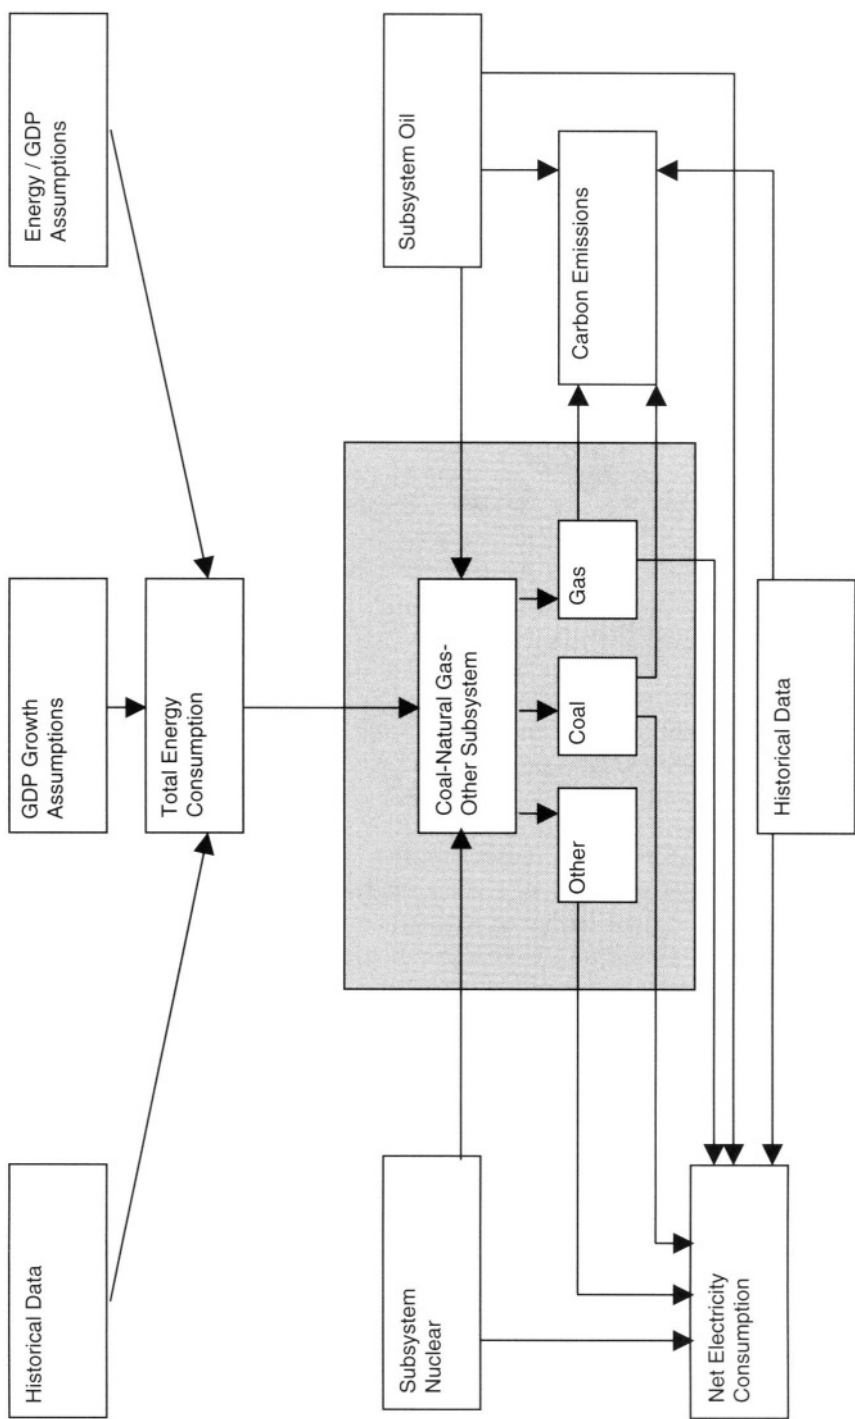 Historical Data
GDP Growth
Assumptions
Energy / GDP
Assumptions
Total Energy
Consumption
Subsystem
Nuclear
Coal-Natural Gas-
Other Subsystem
Subsystem Oil
Other
Coal
Gas
Carbon Emissions
Net Electricity
Consumption
Historical Data